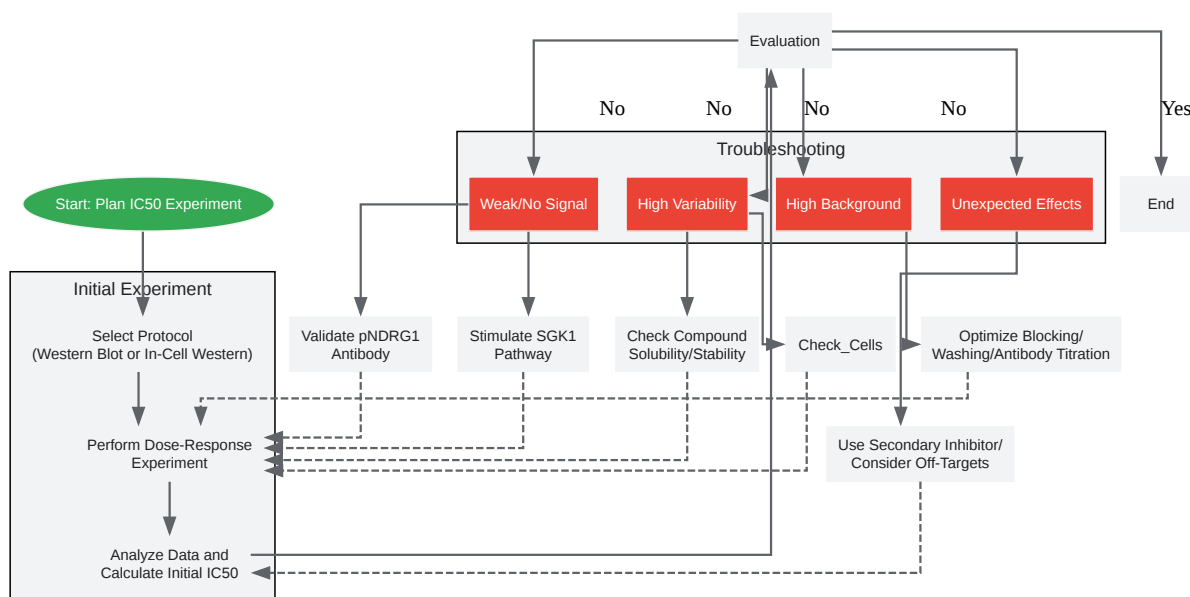 Evaluation
No
No
No
No
Yes
Troubleshooting
Start: Plan IC50 Experiment
Weak/No Signal
High Variability
High Background
Unexpected Effects
End
Initial Experiment
Select Protocol
(Western Blot or In-Cell Western)
Validate pNDRG1
Antibody
Stimulate SGK1
Pathway
Check Compound
Solubility/Stability
Check_Cells
Optimize Blocking/
Washing/Antibody Titration
Perform Dose-Response
Experiment
Use Secondary Inhibitor/
Consider Off-Targets
Analyze Data and
Calculate Initial IC50